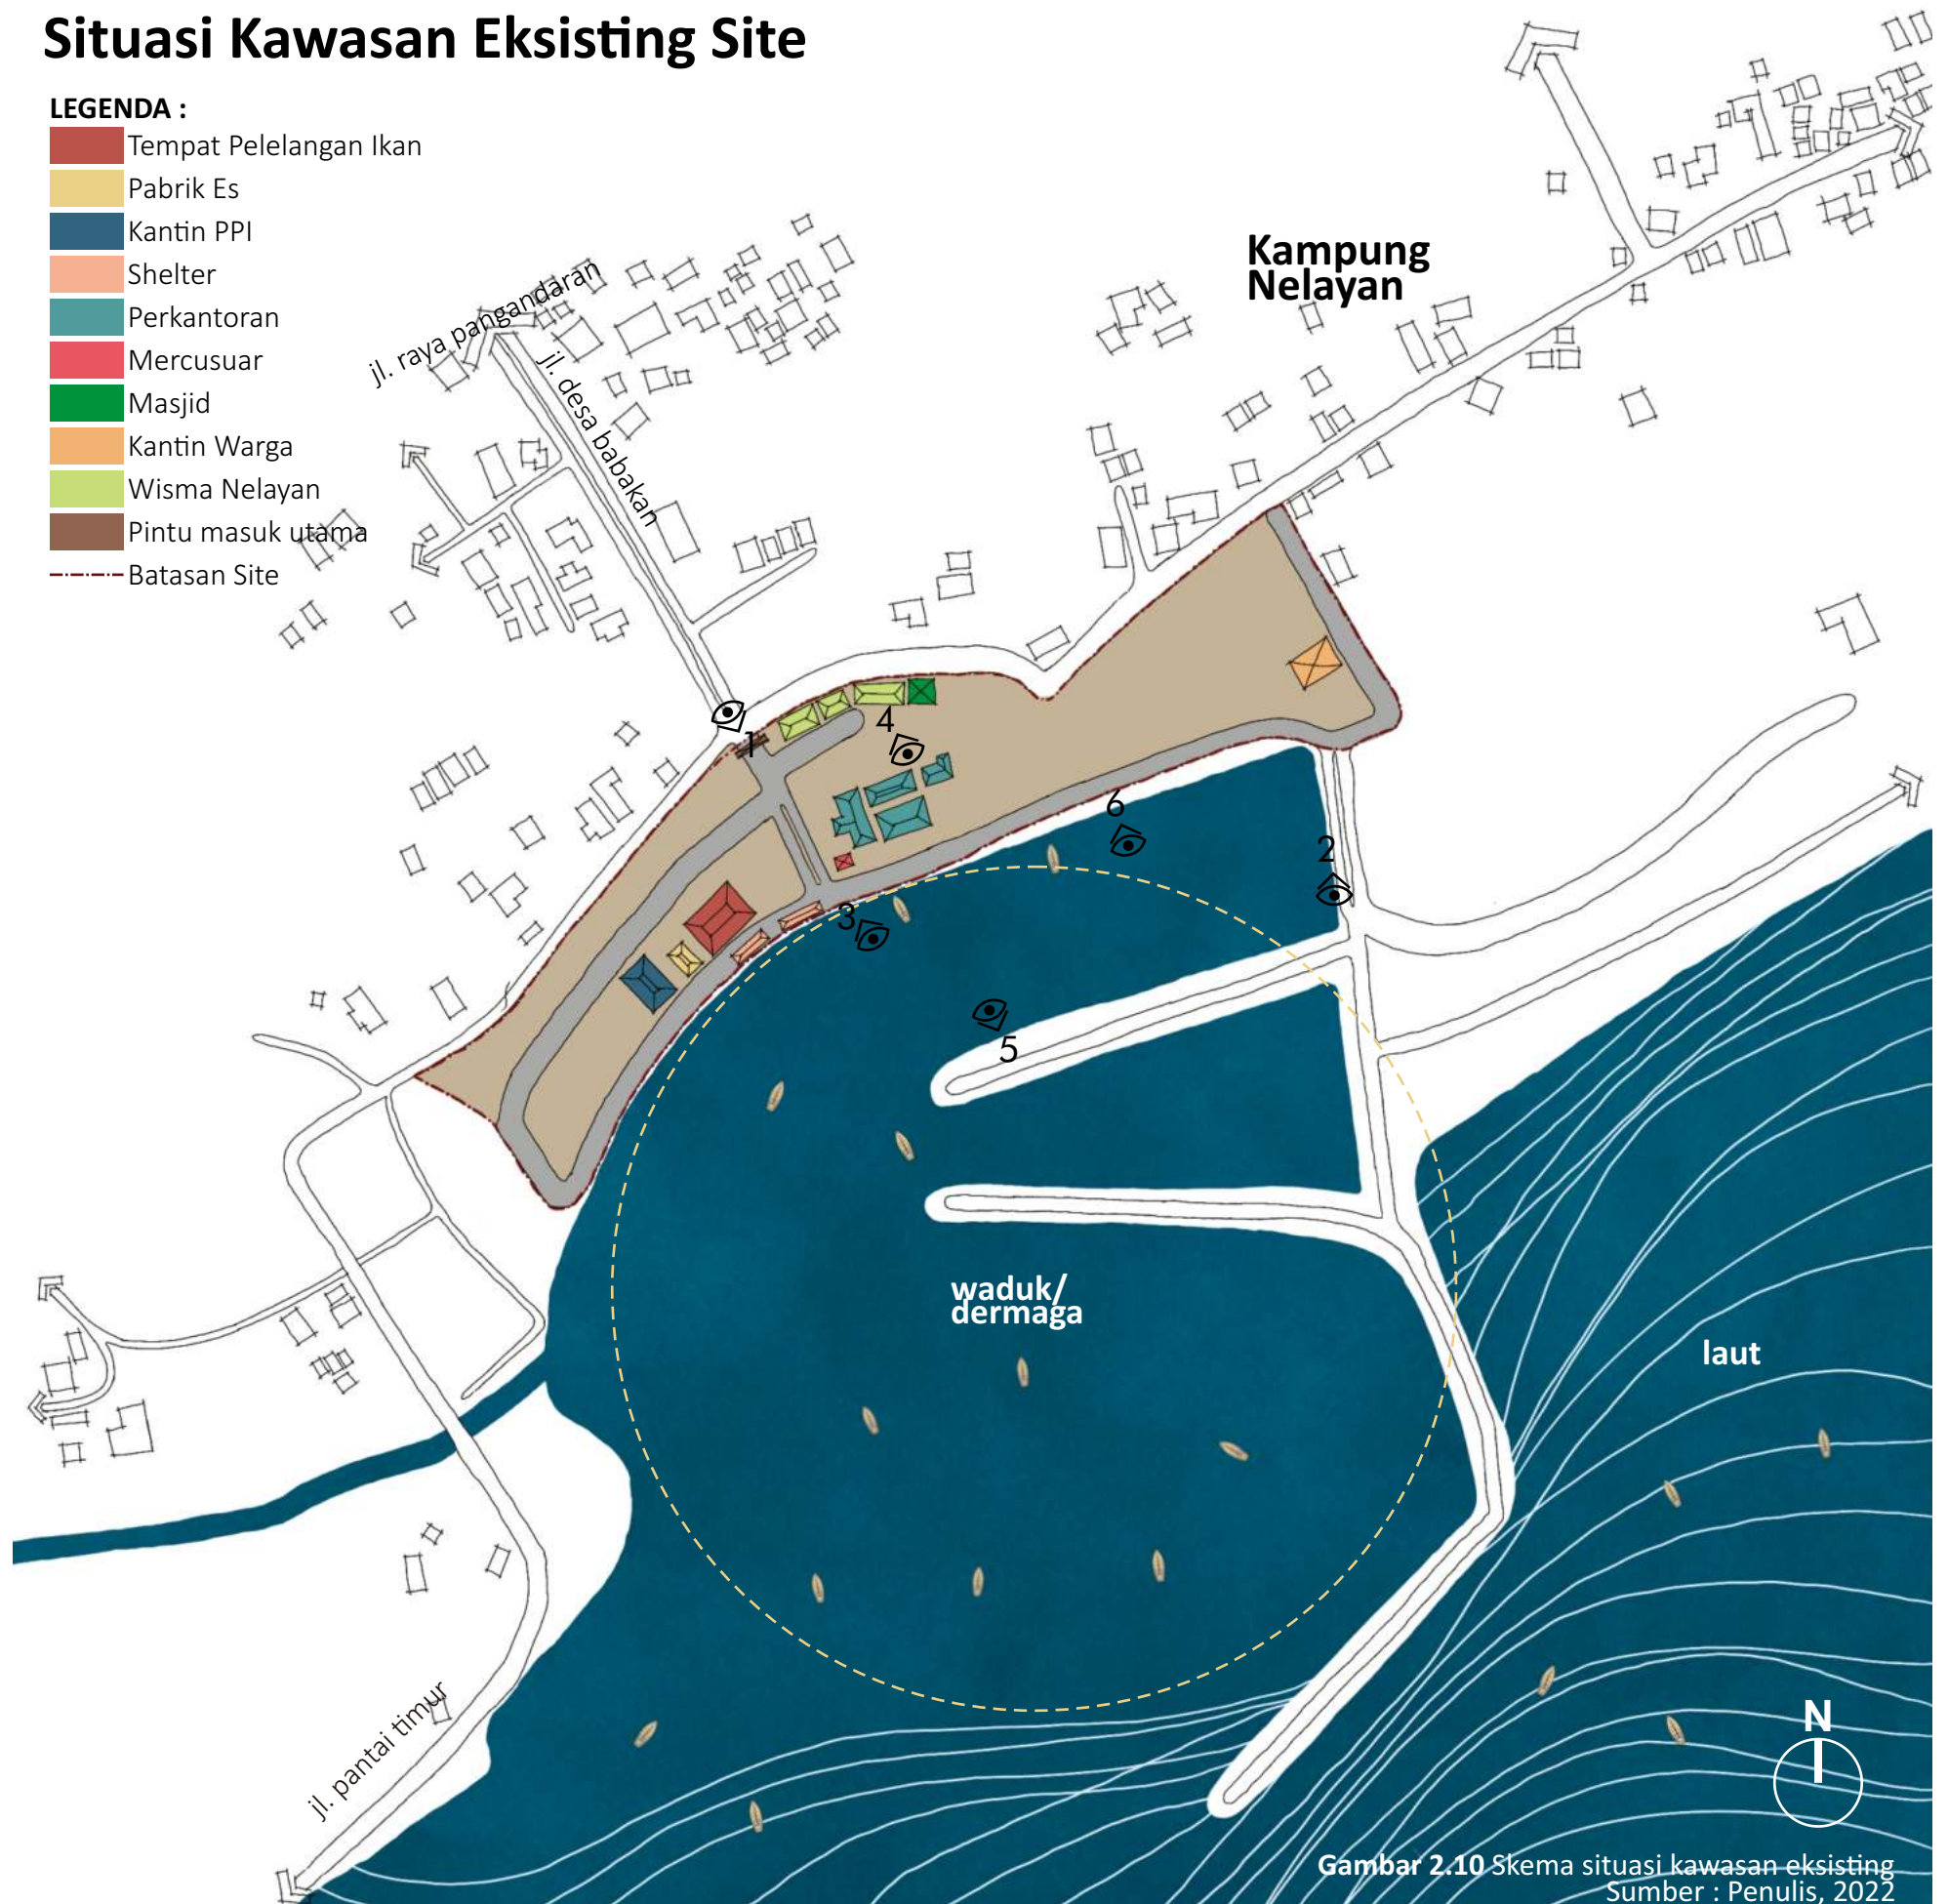 Situasi Kawasan Eksisting Site
LEGENDA :
Tempat Pelelangan Ikan
Pabrik Es
Kantin PPI
Shelter
Perkantoran
Mercusuar
Masjid
Kantin Warga
Wisma Nelayan
Pintu masuk utama
Batasan Site
Kampung
Nelayan
jl. raya pangandaran
jl. desa babakan
1
4
6
2
3
5
waduk/
dermaga
laut
jl. pantai timur
N
Gambar 2.10 Skema situasi kawasan eksisting
Sumber : Penulis, 2022